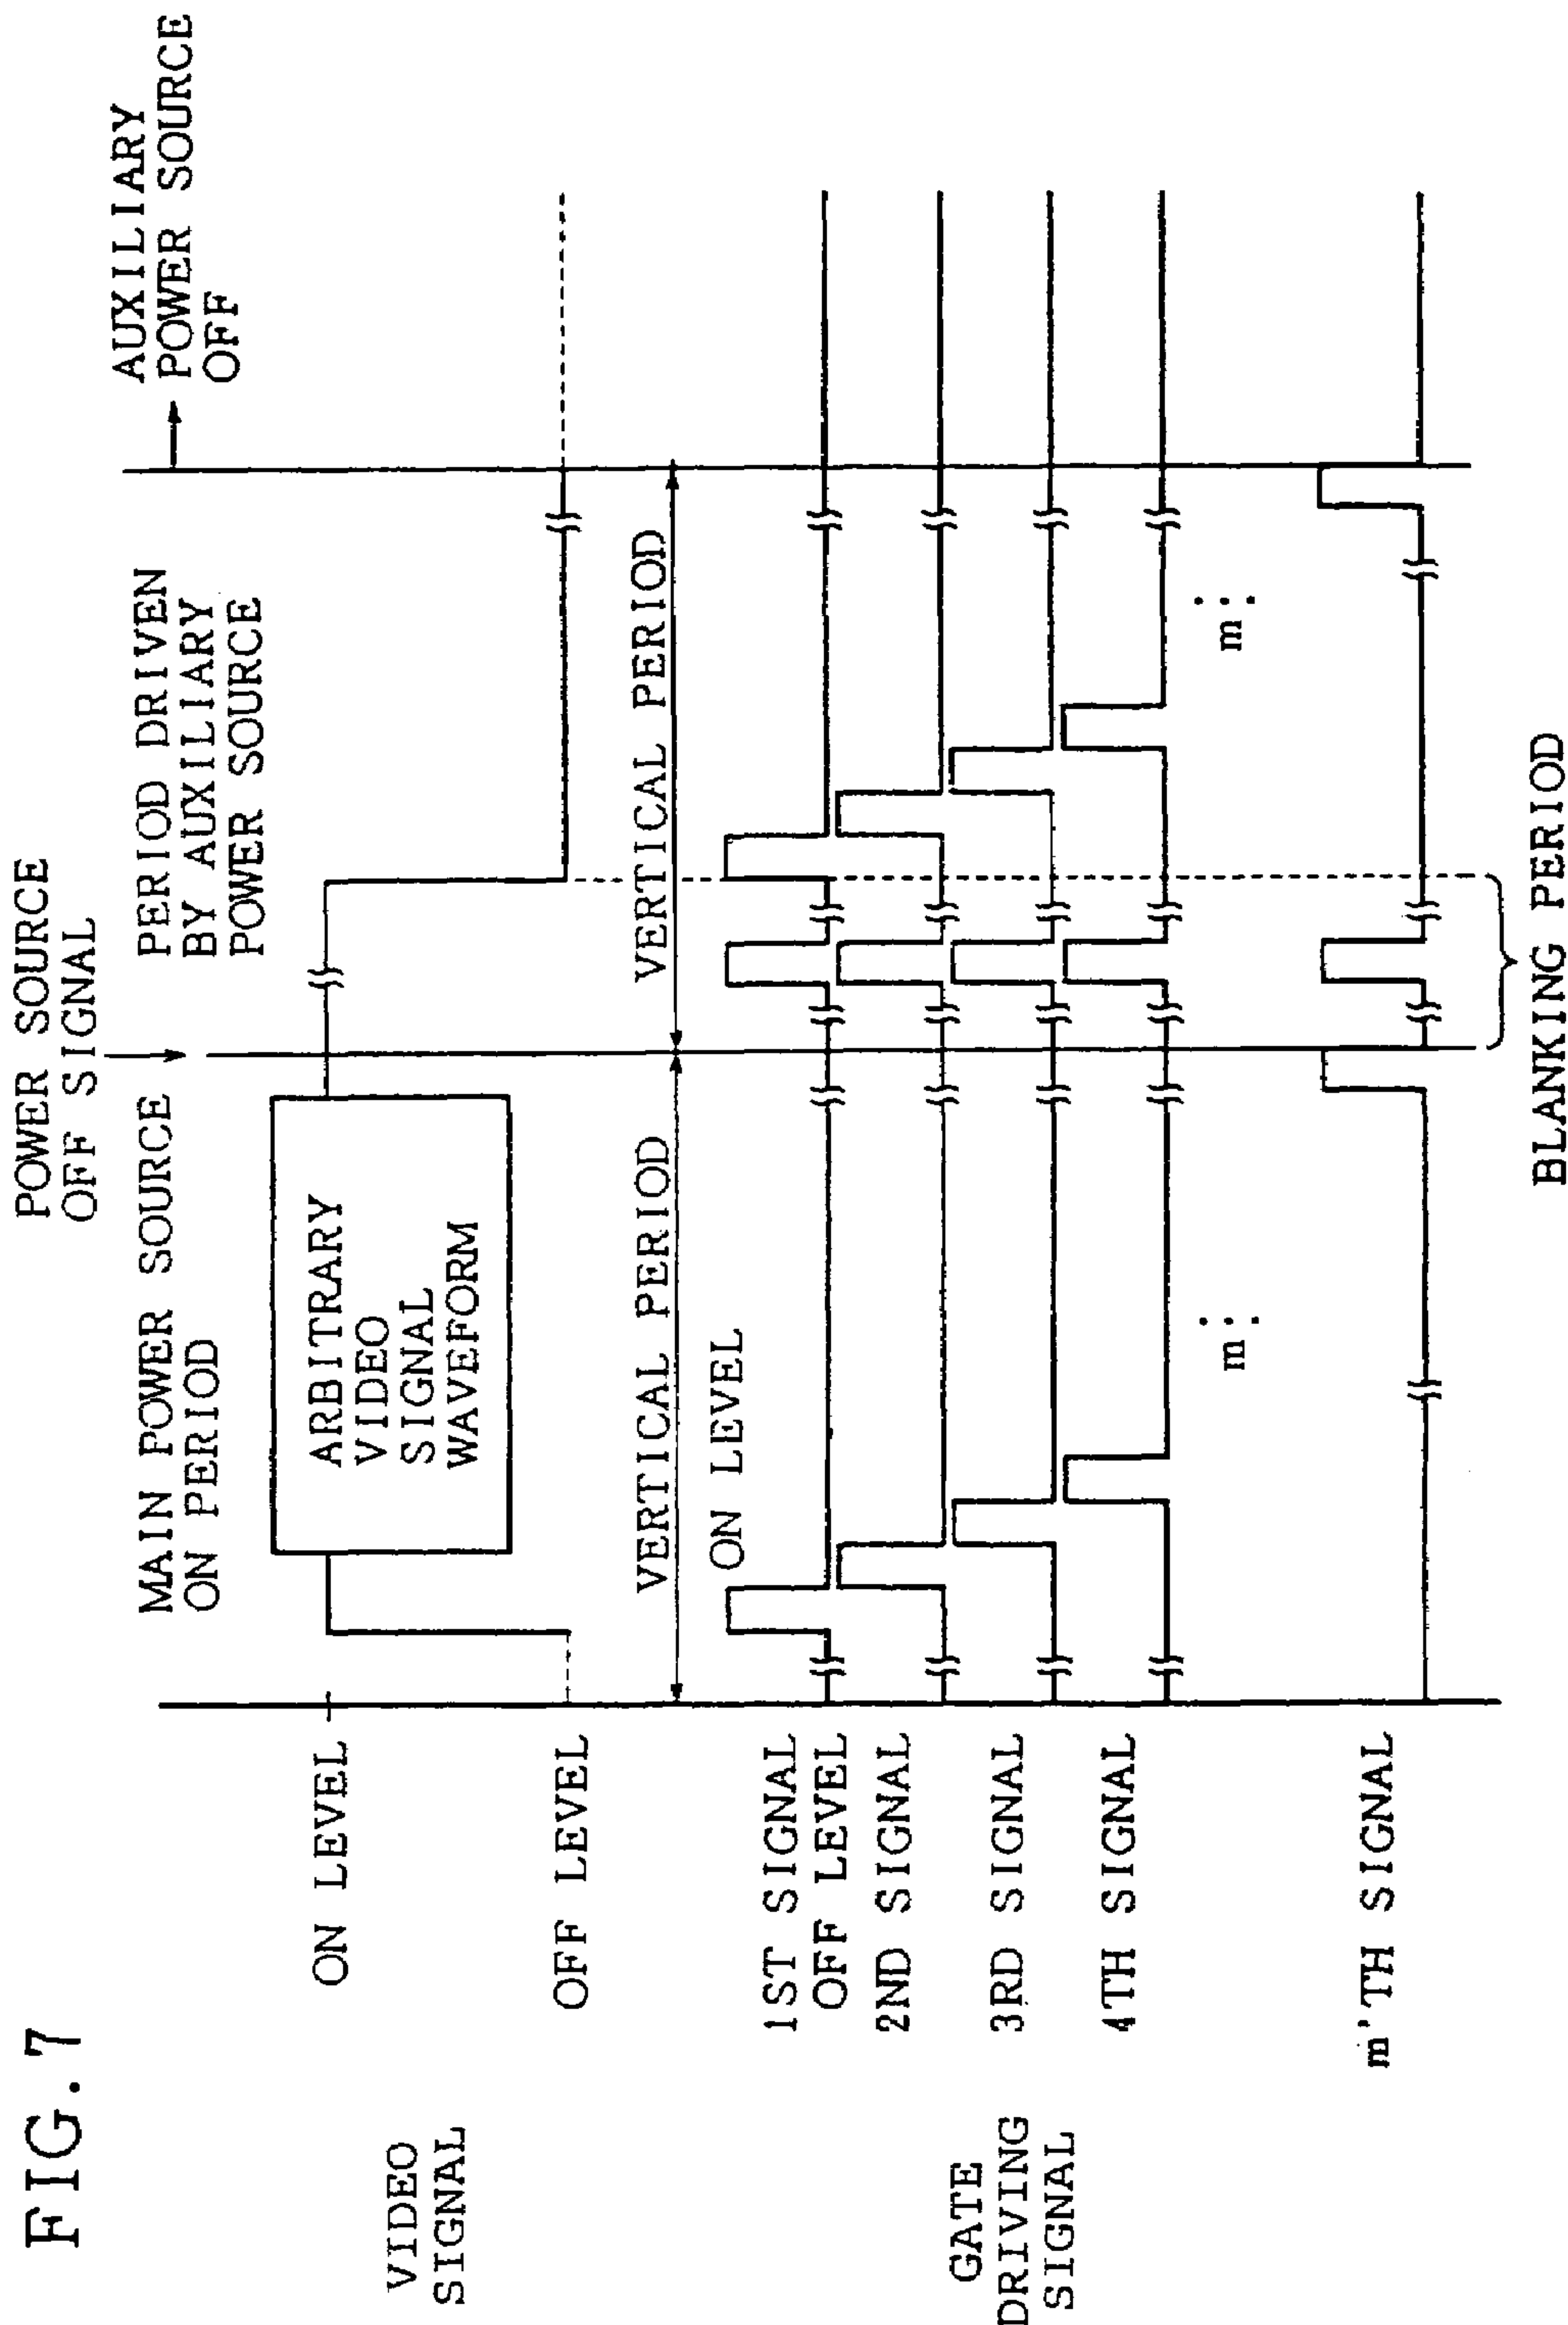 FIG.7
POWER SOURCE
OFF SIGNAL
MAIN POWER SOURCE
ON PERIOD
PERIOD DRIVEN
BY AUXILIARY
POWER SOURCE
AUXILIARY
POWER SOURCE
OFF
VIDEO
SIGNAL
ON LEVEL
OFF LEVEL
ARBITRARY
VIDEO
SIGNAL
WAVEFORM
VERTICAL PERIOD
VERTICAL PERIOD
ON LEVEL
GATE
DRIVING
SIGNAL
1ST SIGNAL
OFF LEVEL
2ND SIGNAL
3RD SIGNAL
4TH SIGNAL
m
m
m'TH SIGNAL
BLANKING PERIOD